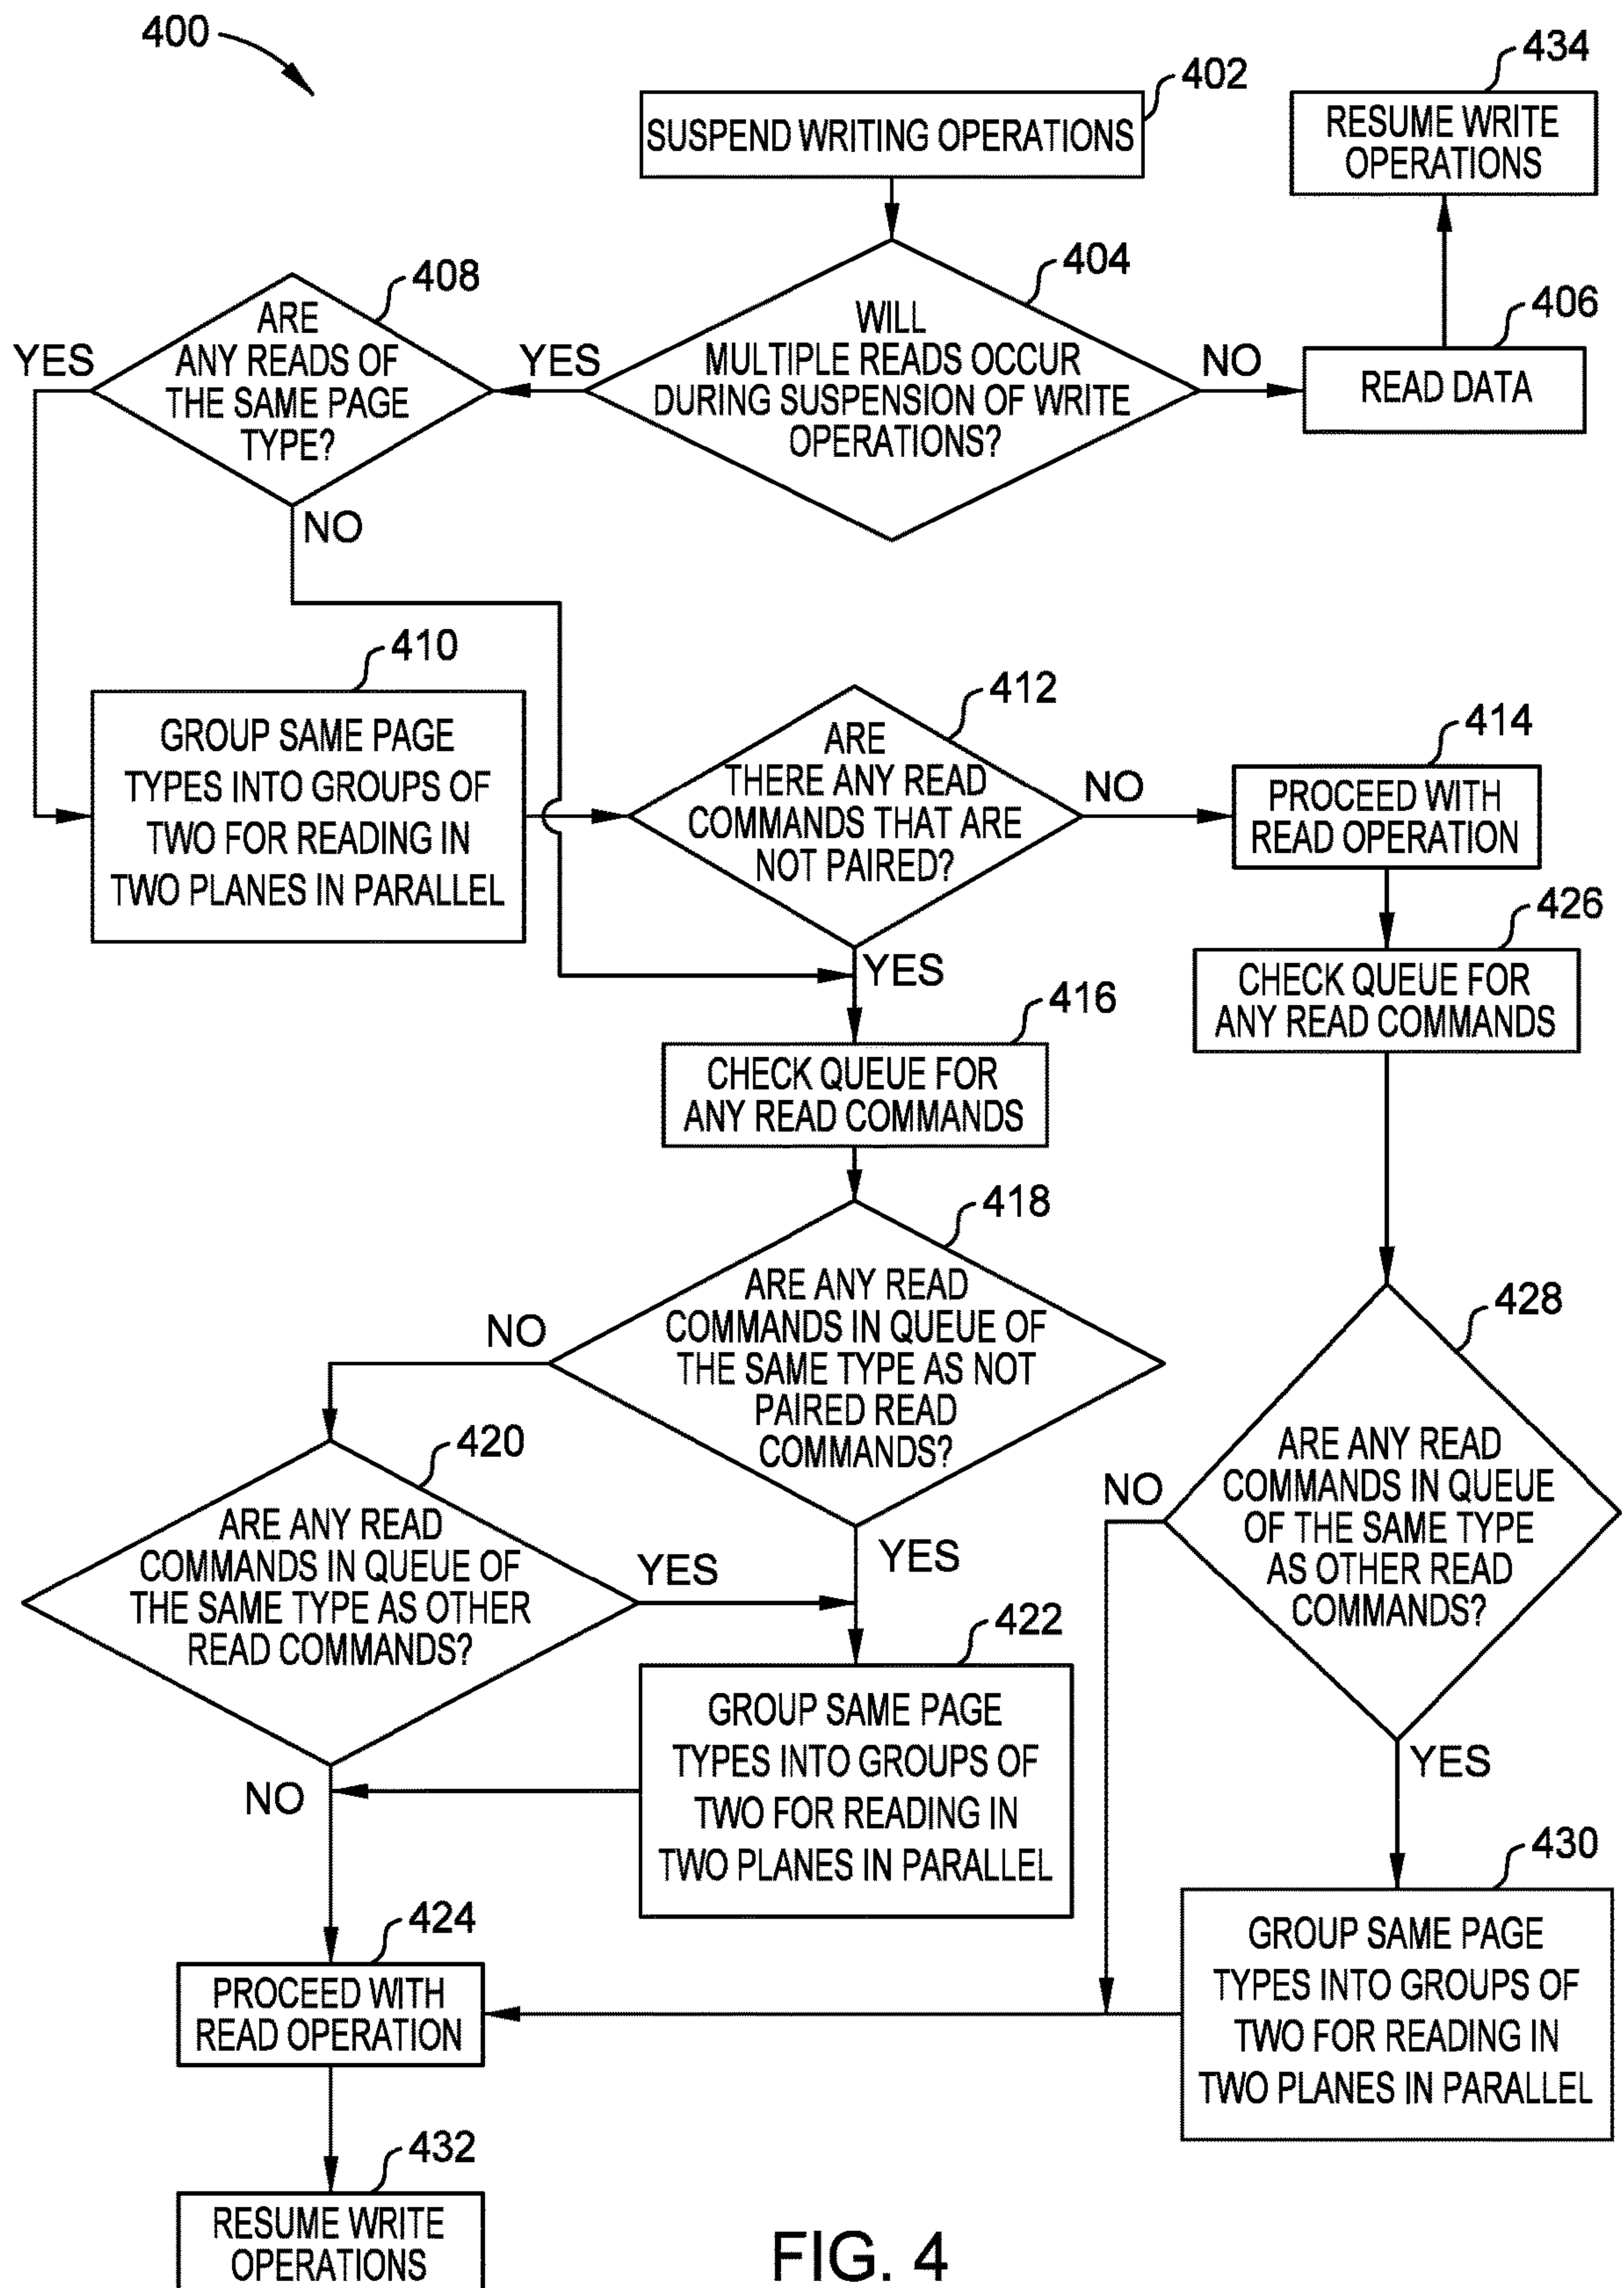 400
402
SUSPEND WRITING OPERATIONS
434
RESUME WRITE
OPERATIONS
404
WILL
MULTIPLE READS OCCUR
DURING SUSPENSION OF WRITE
OPERATIONS?
YES
NO
406
READ DATA
408
ARE
ANY READS OF
THE SAME PAGE
TYPE?
YES
NO
410
GROUP SAME PAGE
TYPES INTO GROUPS OF
TWO FOR READING IN
TWO PLANES IN PARALLEL
412
ARE
THERE ANY READ
COMMANDS THAT ARE
NOT PAIRED?
NO
YES
414
PROCEED WITH
READ OPERATION
426
CHECK QUEUE FOR
ANY READ COMMANDS
416
CHECK QUEUE FOR
ANY READ COMMANDS
418
ARE ANY READ
COMMANDS IN QUEUE OF
THE SAME TYPE AS NOT
PAIRED READ
COMMANDS?
NO
YES
428
ARE ANY READ
COMMANDS IN QUEUE
OF THE SAME TYPE
AS OTHER READ
COMMANDS?
NO
YES
420
ARE ANY READ
COMMANDS IN QUEUE OF
THE SAME TYPE AS OTHER
READ COMMANDS?
YES
NO
422
GROUP SAME PAGE
TYPES INTO GROUPS OF
TWO FOR READING IN
TWO PLANES IN PARALLEL
430
GROUP SAME PAGE
TYPES INTO GROUPS OF
TWO FOR READING IN
TWO PLANES IN PARALLEL
424
PROCEED WITH
READ OPERATION
432
RESUME WRITE
OPERATIONS
FIG. 4